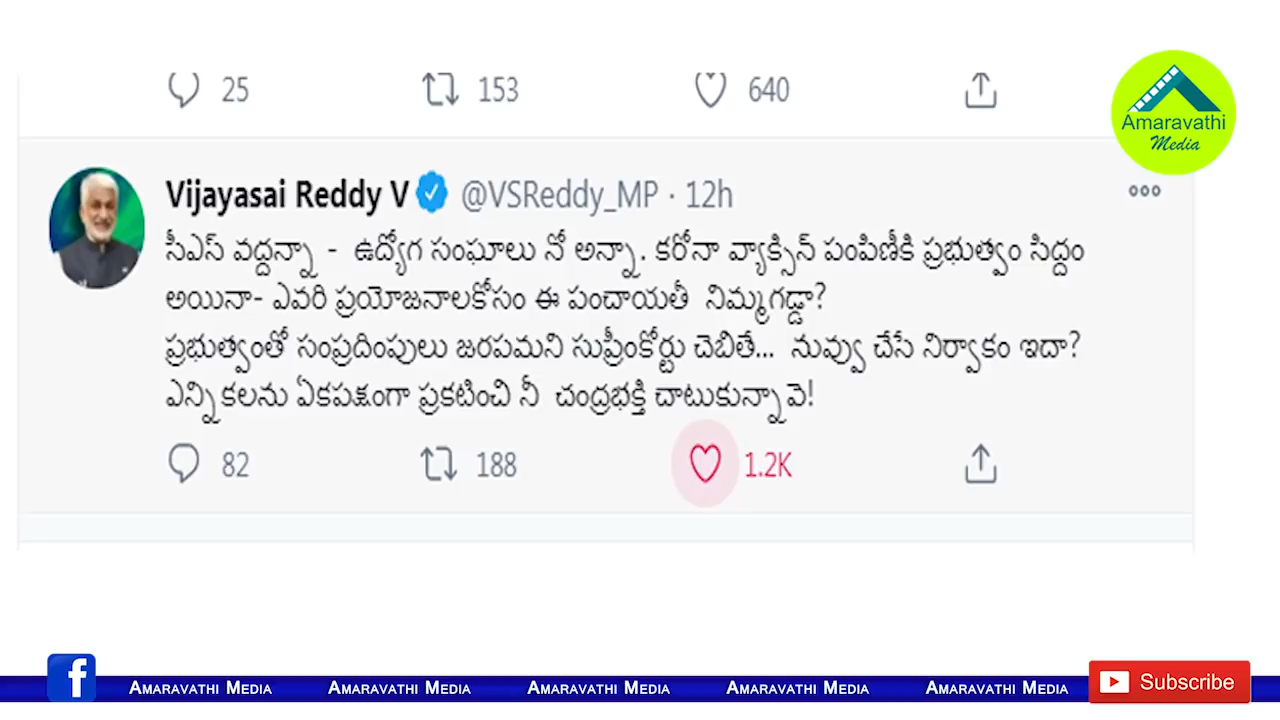 25 153 640
Amaravathi
Media
Vijayasai Reddy V @VSReddy_MP · 12h
సీఎస్ వద్దన్నా - ఉద్యోగ సంఘాలు నో అన్నా. కరోనా వ్యాక్సిన్ పంపిణీకి ప్రభుత్వం సిద్దం
అయినా- ఎవరి ప్రయోజనాలకోసం ఈ పంచాయతీ నిమ్మగడ్డా?
ప్రభుత్వంతో సంప్రదింపులు జరపమని సుప్రీంకోర్టు చెబితే... నువ్వు చేసే నిర్వాకం ఇదా?
ఎన్నికలను ఏకపక్షంగా ప్రకటించి నీ చంద్రభక్తి చాటుకున్నావె!
82 188 1.2K
f Amaravathi Media Amaravathi Media Amaravathi Media Amaravathi Media Amaravathi Media Subscribe